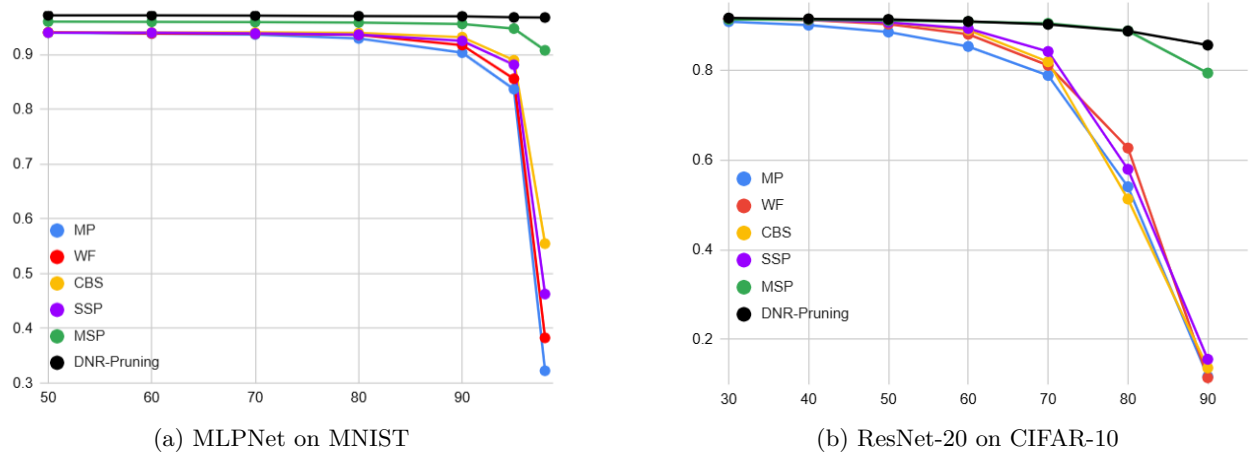 0.9
0.8
0.7
0.6
0.5
0.4
0.3
MP
WF
CBS
SSP
MSP
DNR-Pruning
50 60 70 80 90
(a) MLPNet on MNIST
0.8
0.6
0.4
0.2
MP
WF
CBS
SSP
MSP
DNR-Pruning
30 40 50 60 70 80 90
(b) ResNet-20 on CIFAR-10